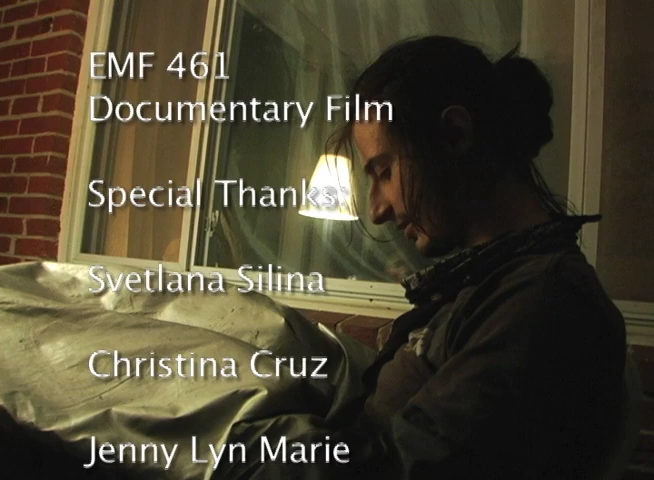 EMF 461
Documentary Film
Special Thanks:
Svetlana Silina
Christina Cruz
Jenny Lyn Marie